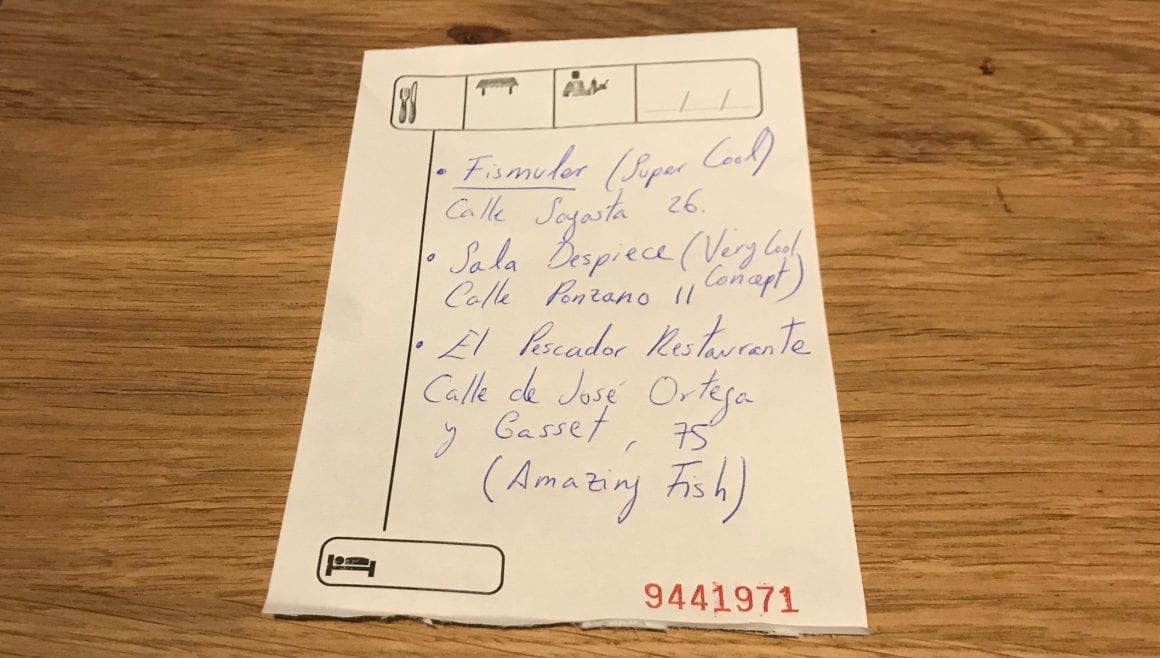 / /
• Fismuler (Super Cool)
Calle Sagasta 26.
• Sala Despiece (Very Cool
Concept)
Calle Ponzano 11
• El Pescador Restaurante
Calle de José Ortega
y Gasset, 75
(Amazing Fish)
9441971